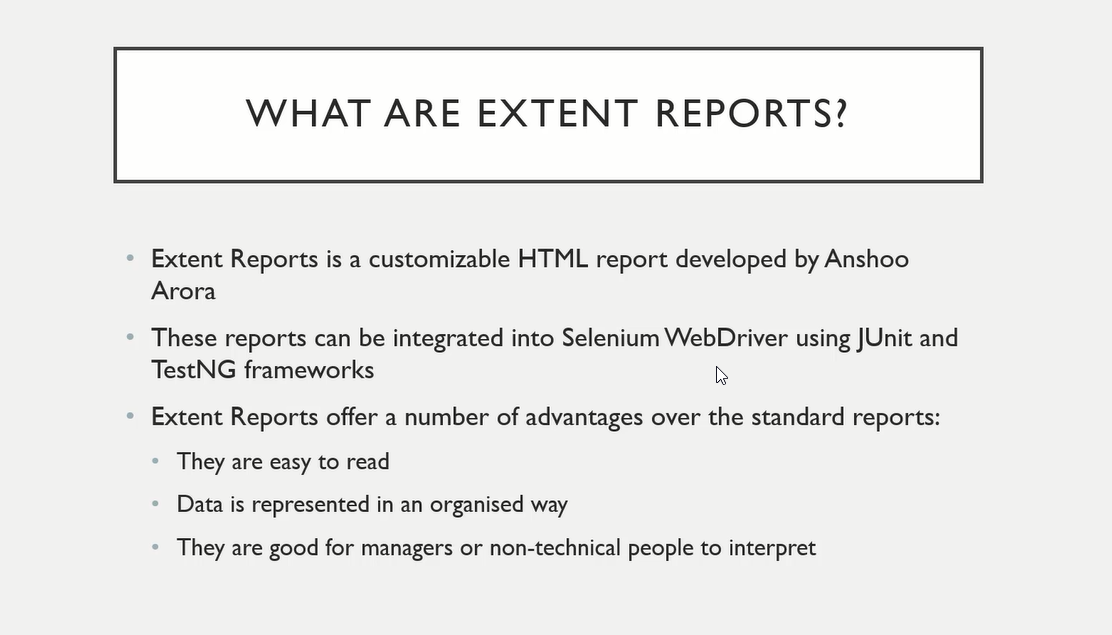 WHAT ARE EXTENT REPORTS?
• Extent Reports is a customizable HTML report developed by Anshoo
Arora
• These reports can be integrated into Selenium WebDriver using JUnit and
TestNG frameworks
• Extent Reports offer a number of advantages over the standard reports:
• They are easy to read
• Data is represented in an organised way
• They are good for managers or non-technical people to interpret